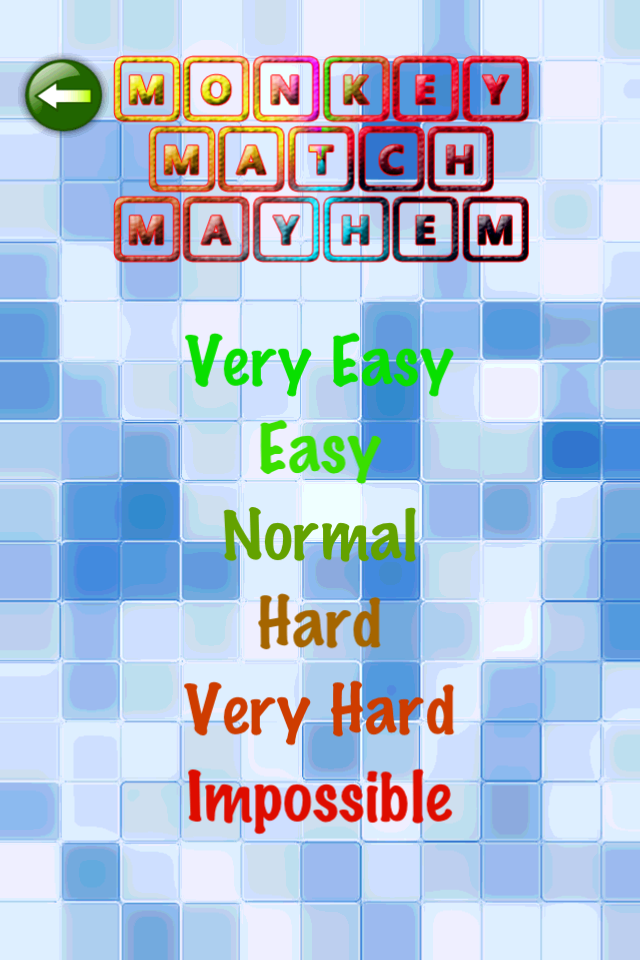 MONKEY
MATCH
MAYHEM
Very Easy
Easy
Normal
Hard
Very Hard
Impossible